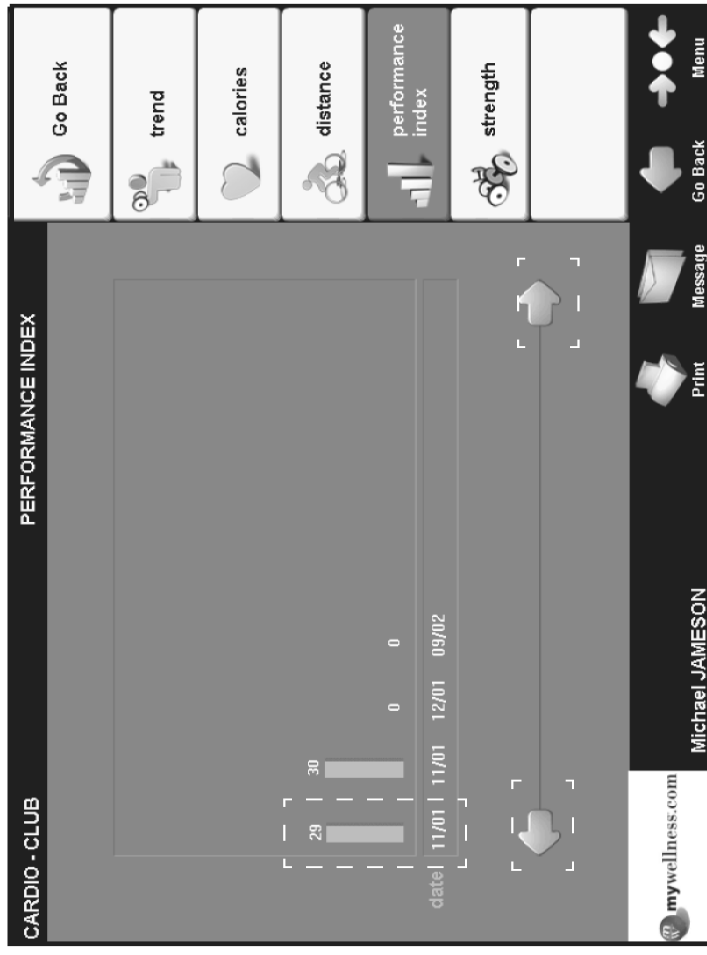 CARDIO - CLUB
PERFORMANCE INDEX
Go Back
trend
calories
distance
performance
index
strength
29
30
0
0
date
11/01
11/01
12/01
09/02
mywellness.com
Michael JAMESON
Print
Message
Go Back
Menu